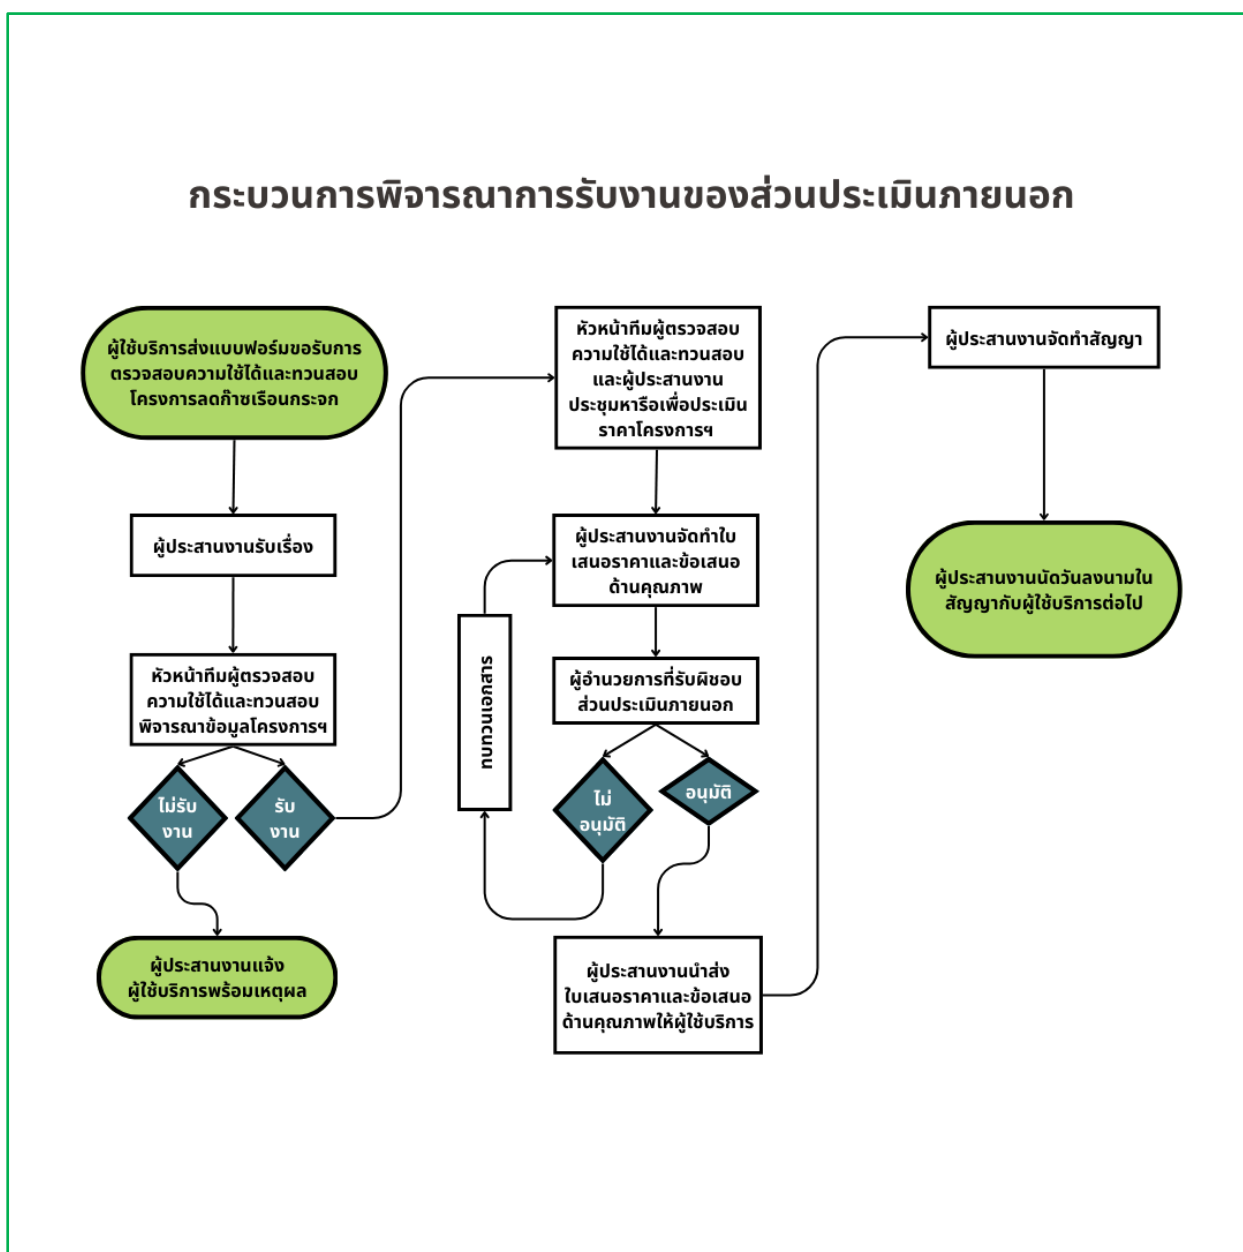 กระบวนการพิจารณาการรับงานของส่วนประเมินภายนอก
ผู้ใช้บริการส่งแบบฟอร์มขอรับการ
ตรวจสอบความใช้ได้และทวนสอบ
โครงการลดก๊าซเรือนกระจก
ผู้ประสานงานรับเรื่อง
หัวหน้าทีมผู้ตรวจสอบ
ความใช้ได้และทวนสอบ
พิจารณาข้อมูลโครงการฯ
ไม่รับ
งาน
รับ
งาน
ผู้ประสานงานแจ้ง
ผู้ใช้บริการพร้อมเหตุผล
หัวหน้าทีมผู้ตรวจสอบ
ความใช้ได้และทวนสอบ
และผู้ประสานงาน
ประชุมหารือเพื่อประเมิน
ราคาโครงการฯ
ผู้ประสานงานจัดทำใบ
เสนอราคาและข้อเสนอ
ด้านคุณภาพ
ทบทวนเอกสาร
ผู้อำนวยการที่รับผิชอบ
ส่วนประเมินภายนอก
ไม่
อนุมัติ
อนุมัติ
ผู้ประสานงานนำส่ง
ใบเสนอราคาและข้อเสนอ
ด้านคุณภาพให้ผู้ใช้บริการ
ผู้ประสานงานจัดทำสัญญา
ผู้ประสานงานนัดวันลงนามใน
สัญญากับผู้ใช้บริการต่อไป